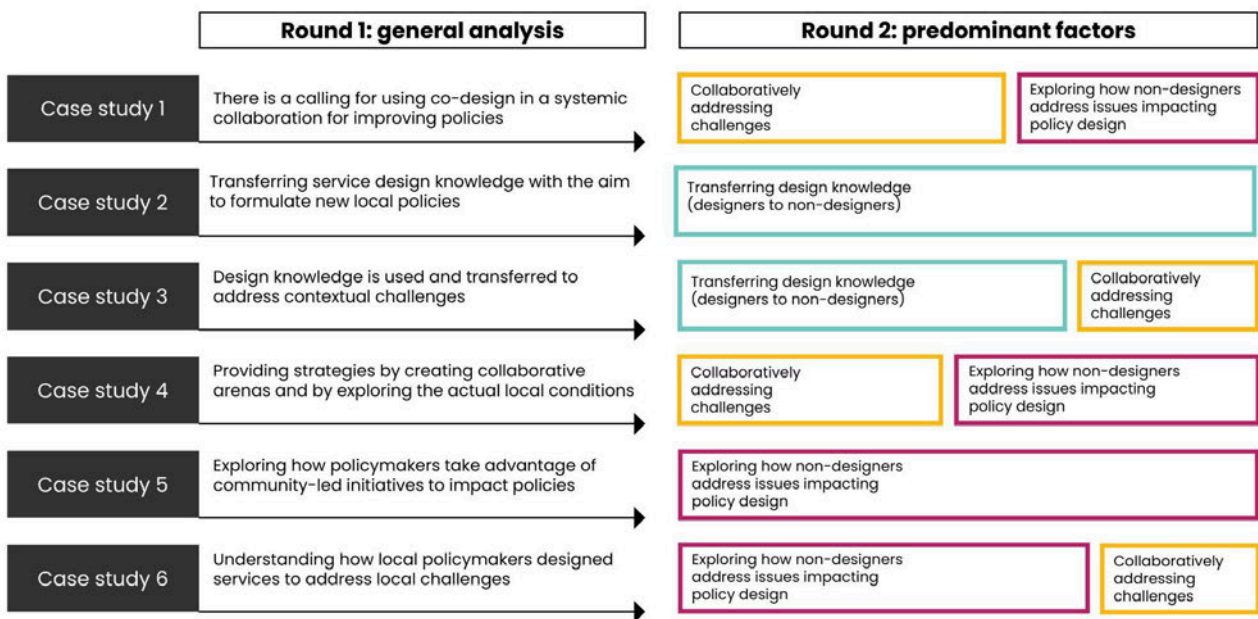 Round 1: general analysis
Round 2: predominant factors
Case study 1
There is a calling for using co-design in a systemic
collaboration for improving policies
Collaboratively
addressing
challenges
Exploring how non-designers
address issues impacting
policy design
Case study 2
Transferring service design knowledge with the aim
to formulate new local policies
Transferring design knowledge
(designers to non-designers)
Case study 3
Design knowledge is used and transferred to
address contextual challenges
Transferring design knowledge
(designers to non-designers)
Collaboratively
addressing
challenges
Case study 4
Providing strategies by creating collaborative
arenas and by exploring the actual local conditions
Collaboratively
addressing
challenges
Exploring how non-designers
address issues impacting
policy design
Case study 5
Exploring how policymakers take advantage of
community-led initiatives to impact policies
Exploring how non-designers
address issues impacting
policy design
Case study 6
Understanding how local policymakers designed
services to address local challenges
Exploring how non-designers
address issues impacting
policy design
Collaboratively
addressing
challenges